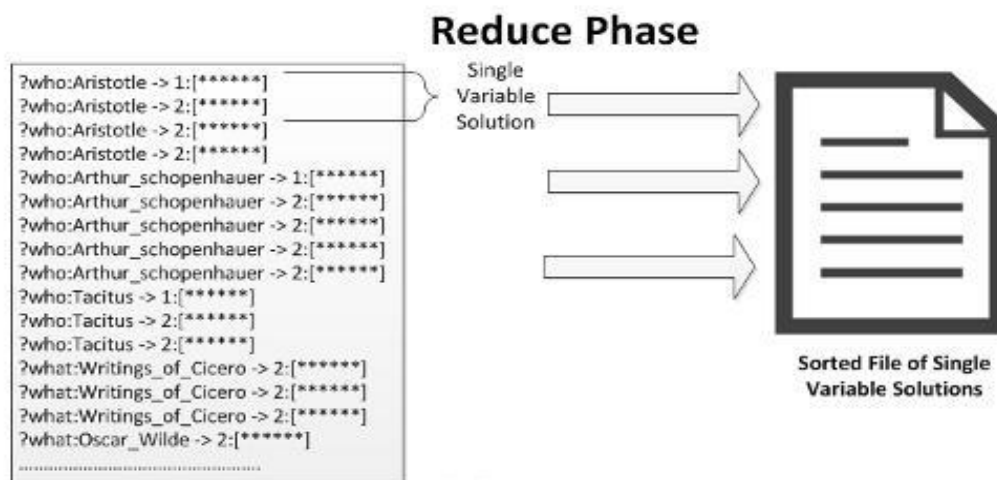 Reduce Phase
?who:Aristotle -> 1:[******]
?who:Aristotle -> 2:[******]
?who:Aristotle -> 2:[******]
?who:Aristotle -> 2:[******]
?who:Arthur_schopenhauer -> 1:[******]
?who:Arthur_schopenhauer -> 2:[******]
?who:Arthur_schopenhauer -> 2:[******]
?who:Arthur_schopenhauer -> 2:[******]
?who:Arthur_schopenhauer -> 2:[******]
?who:Tacitus -> 1:[******]
?who:Tacitus -> 2:[******]
?who:Tacitus -> 2:[******]
?what:Writings_of_Cicero -> 2:[******]
?what:Writings_of_Cicero -> 2:[******]
?what:Writings_of_Cicero -> 2:[******]
?what:Oscar_Wilde -> 2:[******]
................................................
Single
Variable
Solution
Sorted File of Single
Variable Solutions